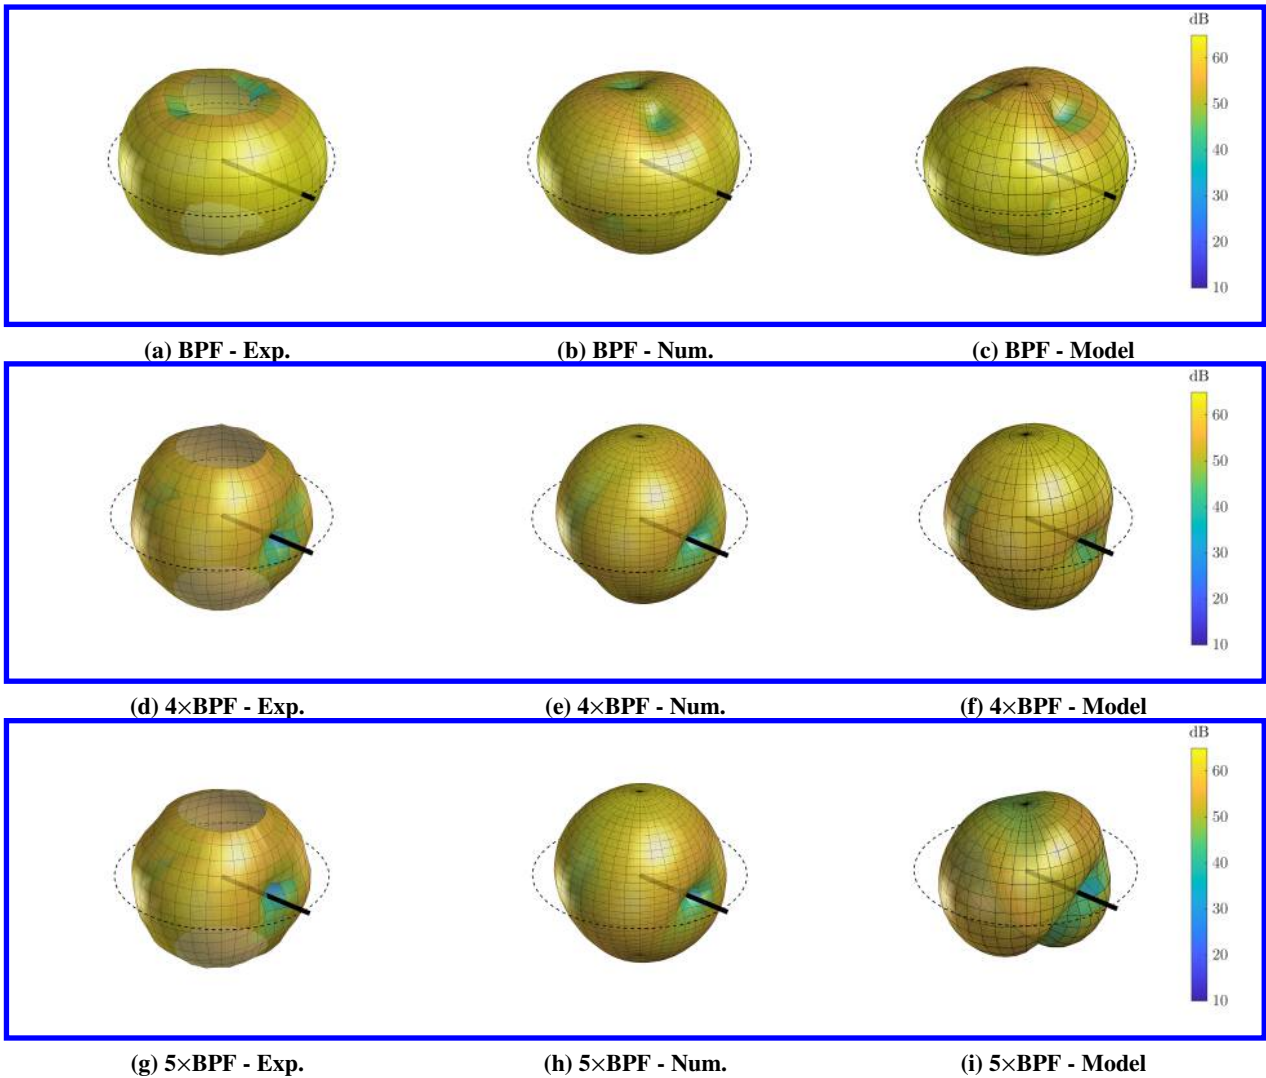 dB
60
50
40
30
20
10
(a) BPF - Exp.
(b) BPF - Num.
(c) BPF - Model
dB
60
50
40
30
20
10
(d) 4×BPF - Exp.
(e) 4×BPF - Num.
(f) 4×BPF - Model
dB
60
50
40
30
20
10
(g) 5×BPF - Exp.
(h) 5×BPF - Num.
(i) 5×BPF - Model